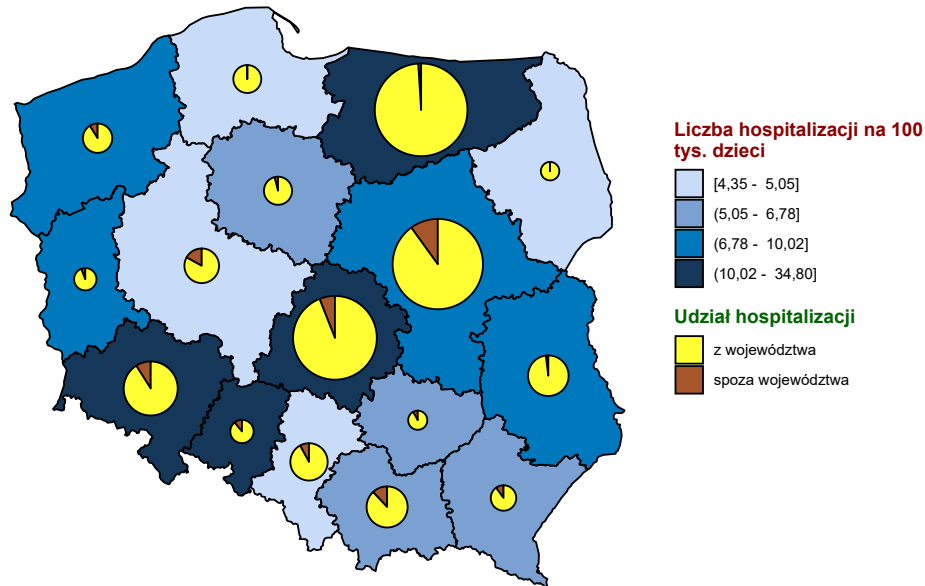 Liczba hospitalizacji na 100
tys. dzieci
[4,35 - 5,05]
(5,05 - 6,78]
(6,78 - 10,02]
(10,02 - 34,80]
Udział hospitalizacji
z województwa
spoza województwa